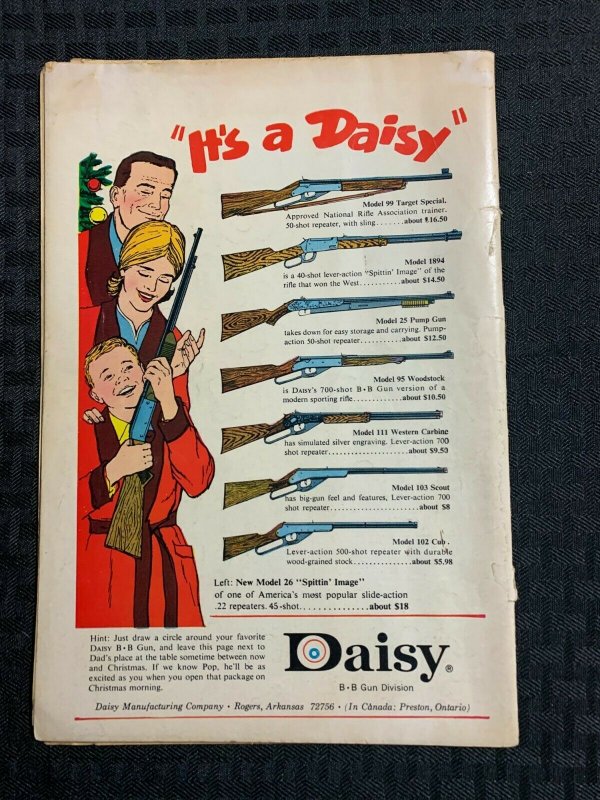 "It's a Daisy"
Model 99 Target Special.
Approved National Rifle Association trainer.
50-shot repeater, with sling.......about $16.50
Model 1894
is a 40-shot lever-action "Spittin' Image" of the
rifle that won the West...........about $14.50
Model 25 Pump Gun
takes down for easy storage and carrying. Pump-
action 50-shot repeater...........about $12.50
Model 95 Woodstock
is DAISY'S 700-shot B•B Gun version of a
modern sporting rifle.............about $10.50
Model 111 Western Carbine
has simulated silver engraving. Lever-action 700
shot repeater.....................about $9.50
Model 103 Scout
has big-gun feel and features, Lever-action 700
shot repeater.......................about $8
Model 102 Cub.
Lever-action 500-shot repeater with durable
wood-grained stock................about $5.98
Left: New Model 26 "Spittin' Image"
of one of America's most popular slide-action
.22 repeaters. 45-shot...............about $18
Hint: Just draw a circle around your favorite
DAISY B•B Gun, and leave this page next to
Dad's place at the table sometime between now
and Christmas. If we know Pop, he'll be as
excited as you when you open that package on
Christmas morning.
Daisy®
B•B Gun Division
Daisy Manufacturing Company • Rogers, Arkansas 72756 • (In Canada: Preston, Ontario)